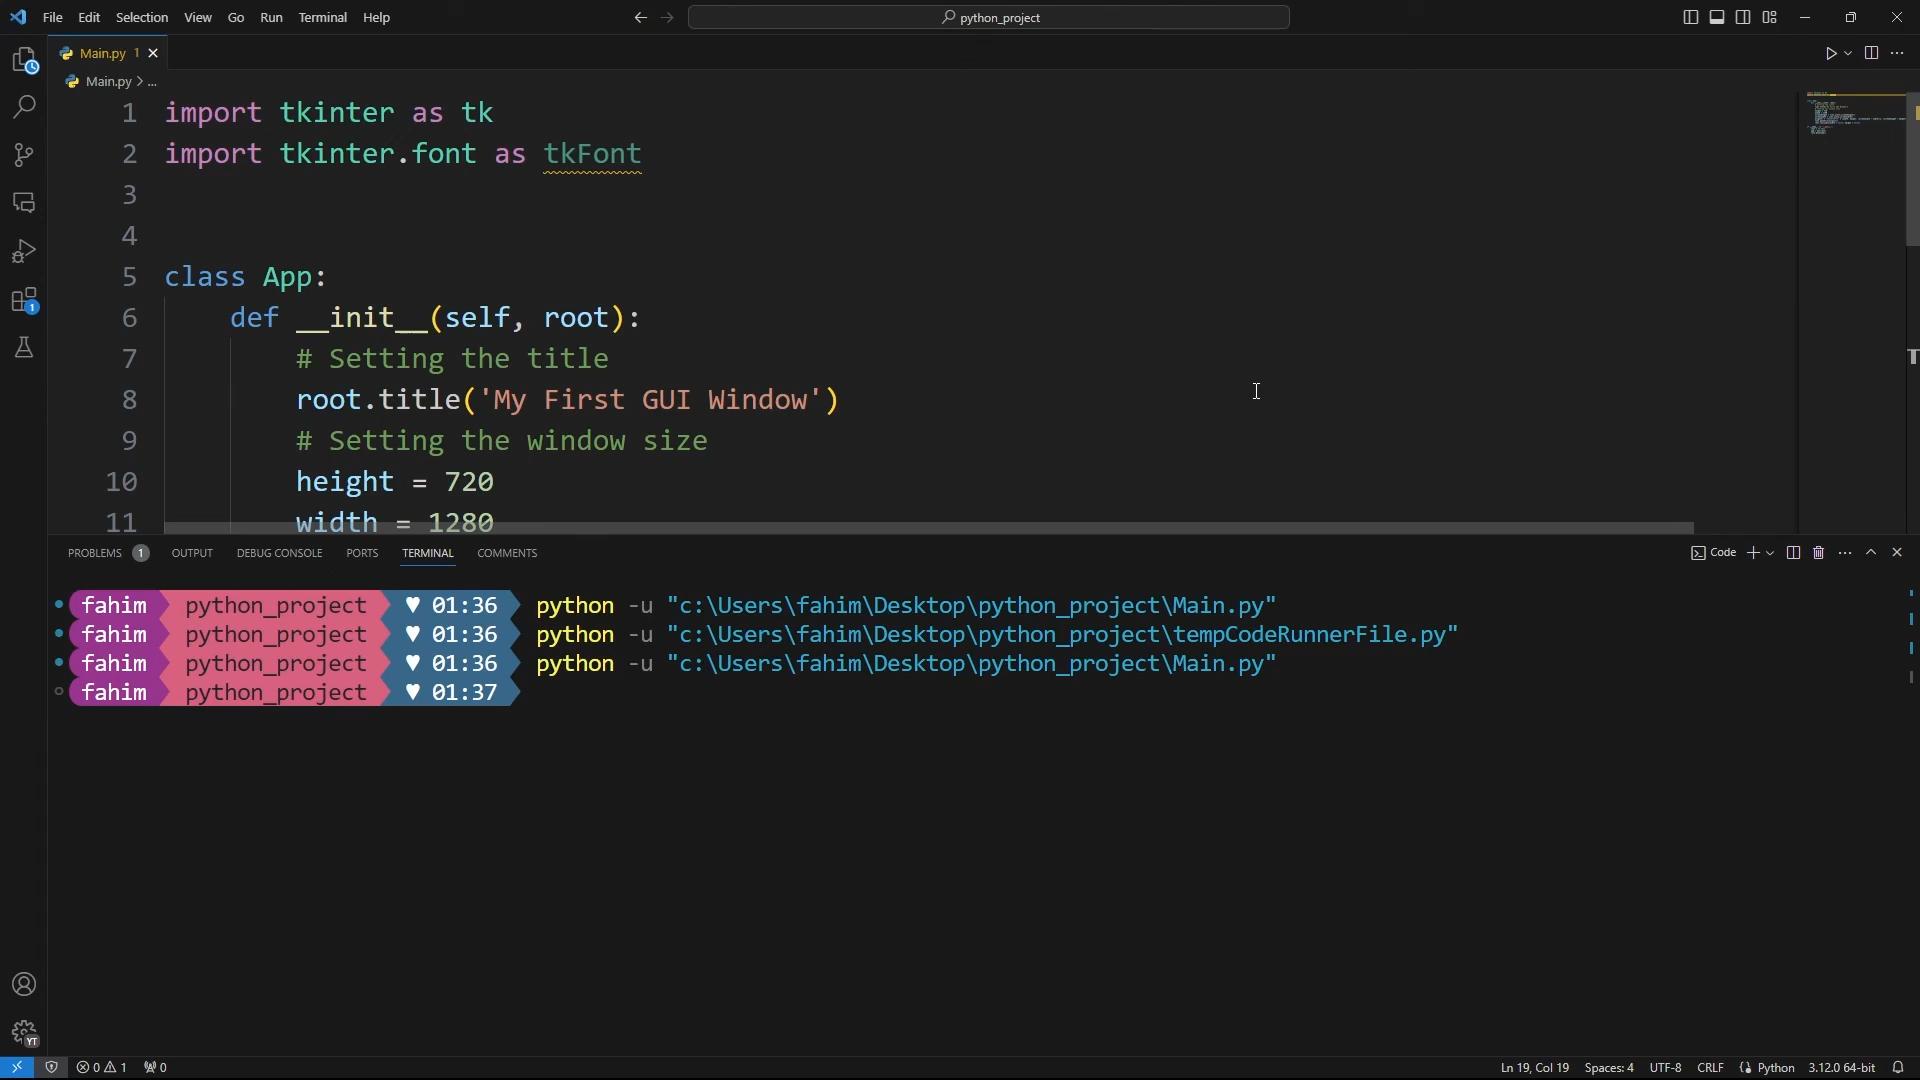 File Edit Selection View Go Run Terminal Help
python_project
Main.py 1
Main.py > ...
1 import tkinter as tk
2 import tkinter.font as tkFont
3
4
5 class App:
6 def __init__(self, root):
7 # Setting the title
8 root.title('My First GUI Window')
9 # Setting the window size
10 height = 720
11 width = 1280
PROBLEMS 1 OUTPUT DEBUG CONSOLE PORTS TERMINAL COMMENTS
Code
fahim python_project ♥ 01:36 python -u "c:\Users\fahim\Desktop\python_project\Main.py"
fahim python_project ♥ 01:36 python -u "c:\Users\fahim\Desktop\python_project\tempCodeRunnerFile.py"
fahim python_project ♥ 01:36 python -u "c:\Users\fahim\Desktop\python_project\Main.py"
fahim python_project ♥ 01:37
1
YT
0 1 0
Ln 19, Col 19 Spaces: 4 UTF-8 CRLF Python 3.12.0 64-bit